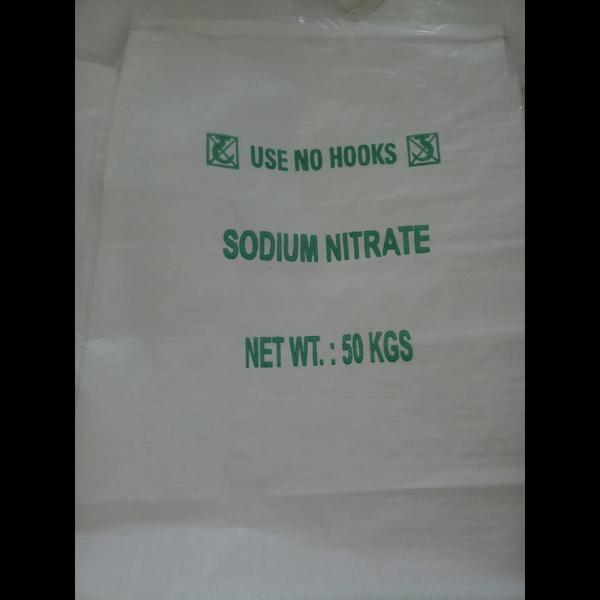 USE NO HOOKS
SODIUM NITRATE
NET WT. : 50 KGS